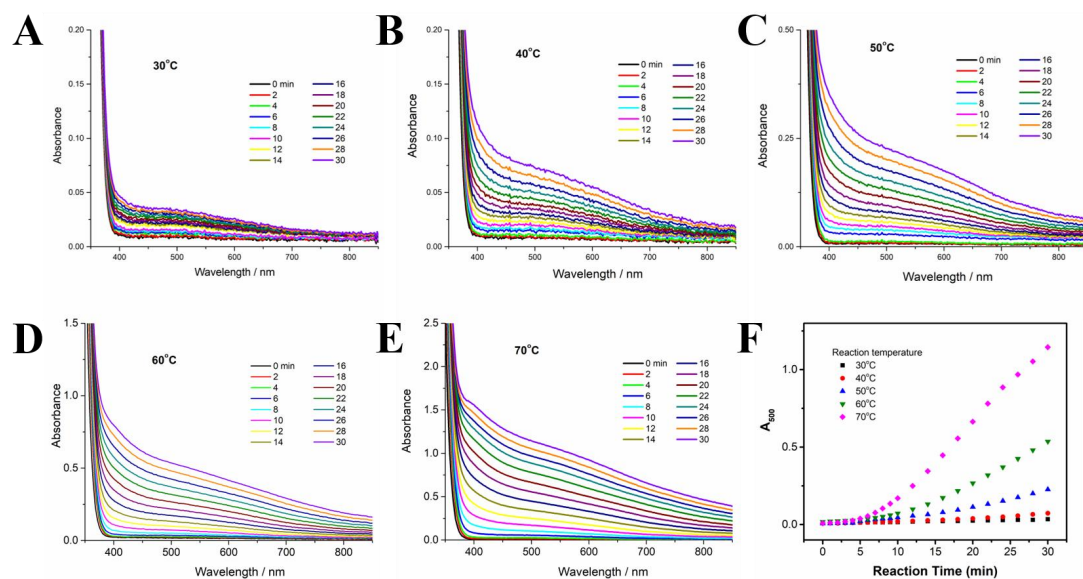 A
30°C
0.20
0.15
0.10
0.05
0.00
Absorbance
0 min 16
2 18
4 20
6 22
8 24
10 26
12 28
14 30
400 500 600 700 800
Wavelength / nm
B
40°C
0.20
0.15
0.10
0.05
0.00
Absorbance
0 min 16
2 18
4 20
6 22
8 24
10 26
12 28
14 30
400 500 600 700 800
Wavelength / nm
C
50°C
0.50
0.25
0.00
Absorbance
0 min 16
2 18
4 20
6 22
8 24
10 26
12 28
14 30
400 500 600 700 800
Wavelength / nm
D
60°C
1.5
1.0
0.5
0.0
Absorbance
0 min 16
2 18
4 20
6 22
8 24
10 26
12 28
14 30
400 500 600 700 800
Wavelength / nm
E
70°C
2.5
2.0
1.5
1.0
0.5
0.0
Absorbance
0 min 16
2 18
4 20
6 22
8 24
10 26
12 28
14 30
400 500 600 700 800
Wavelength / nm
F
Reaction temperature
30°C
40°C
50°C
60°C
70°C
1.0
0.5
0.0
A500
0 5 10 15 20 25 30
Reaction Time (min)